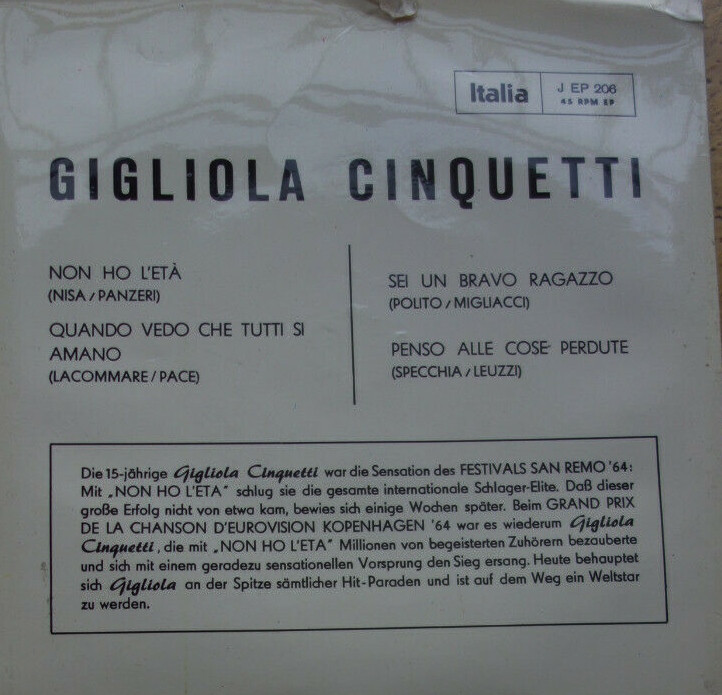 Italia J EP 206
45 RPM EP
GIGLIOLA CINQUETTI
NON HO L'ETÀ
(NISA / PANZERI)
QUANDO VEDO CHE TUTTI SI
AMANO
(LACOMMARE / PACE)
SEI UN BRAVO RAGAZZO
(POLITO / MIGLIACCI)
PENSO ALLE COSE PERDUTE
(SPECCHIA / LEUZZI)
Die 15-jährige Gigliola Cinquetti war die Sensation des FESTIVALS SAN REMO '64:
Mit „NON HO L'ETA" schlug sie die gesamte internationale Schlager-Elite. Daß dieser
große Erfolg nicht von etwa kam, bewies sich einige Wochen später. Beim GRAND PRIX
DE LA CHANSON D'EUROVISION KOPENHAGEN '64 war es wiederum Gigliola
Cinquetti, die mit „NON HO L'ETA" Millionen von begeisterten Zuhörern bezauberte
und sich mit einem geradezu sensationellen Vorsprung den Sieg ersang. Heute behauptet
sich Gigliola an der Spitze sämtlicher Hit-Paraden und ist auf dem Weg ein Weltstar
zu werden.